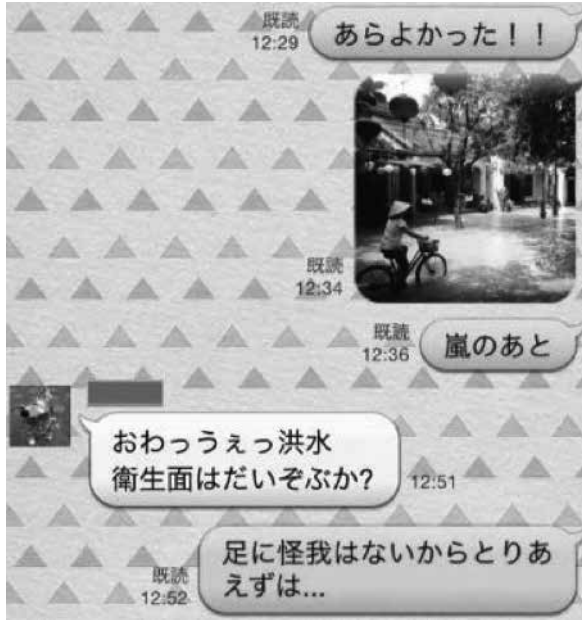 あらよかった！！
既読
12:29
既読
12:34
嵐のあと
既読
12:36
おわっうぇっ洪水
衛生面はだいぞぶか?
12:51
足に怪我はないからとりあ
えずは...
既読
12:52